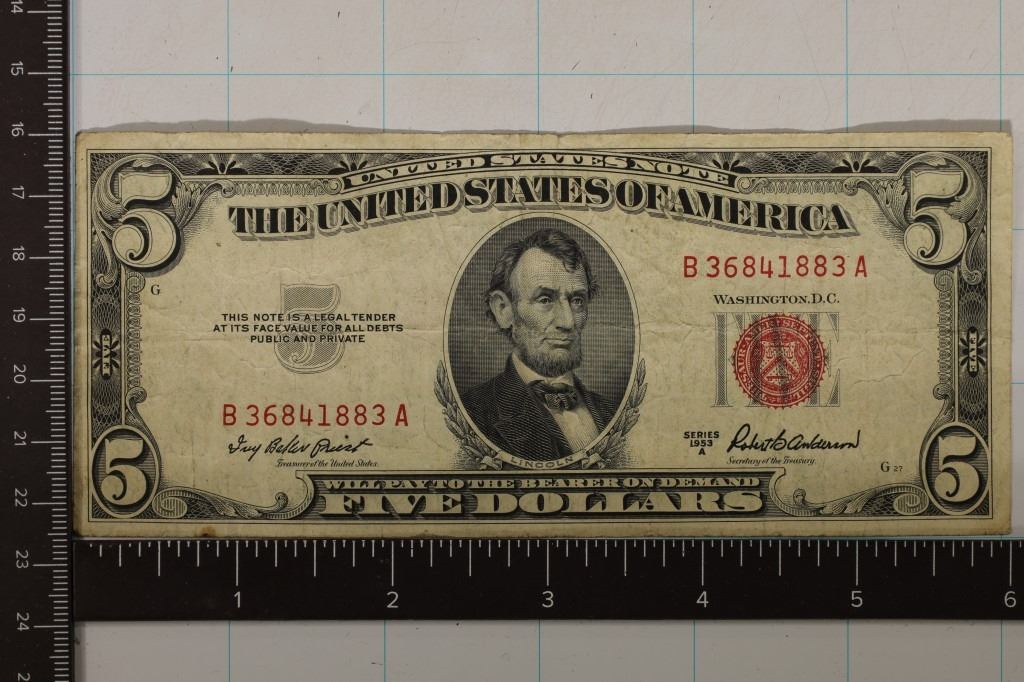 UNITED STATES NOTE
THE UNITED STATES OF AMERICA
5 5
B 36841883 A
WASHINGTON, D.C.
G
5
THIS NOTE IS A LEGAL TENDER
AT ITS FACE VALUE FOR ALL DEBTS
PUBLIC AND PRIVATE
FIVE FIVE
FIVE
B 36841883 A
Ivy Baker Priest
Treasurer of the United States.
SERIES
1953
A
Robert B Anderson
Secretary of the Treasury.
G 27
LINCOLN
5 5
WILL PAY TO THE BEARER ON DEMAND
FIVE DOLLARS
14
15
16
17
18
19
20
21
22
23
24
1 2 3 4 5 6